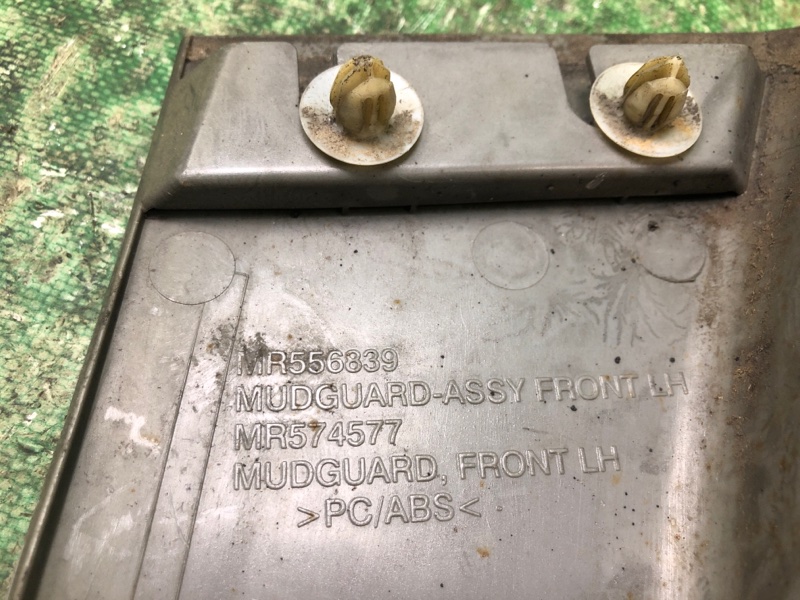 MR556839
MUDGUARD-ASSY FRONT LH
MR574577
MUDGUARD, FRONT LH
>PC/ABS<